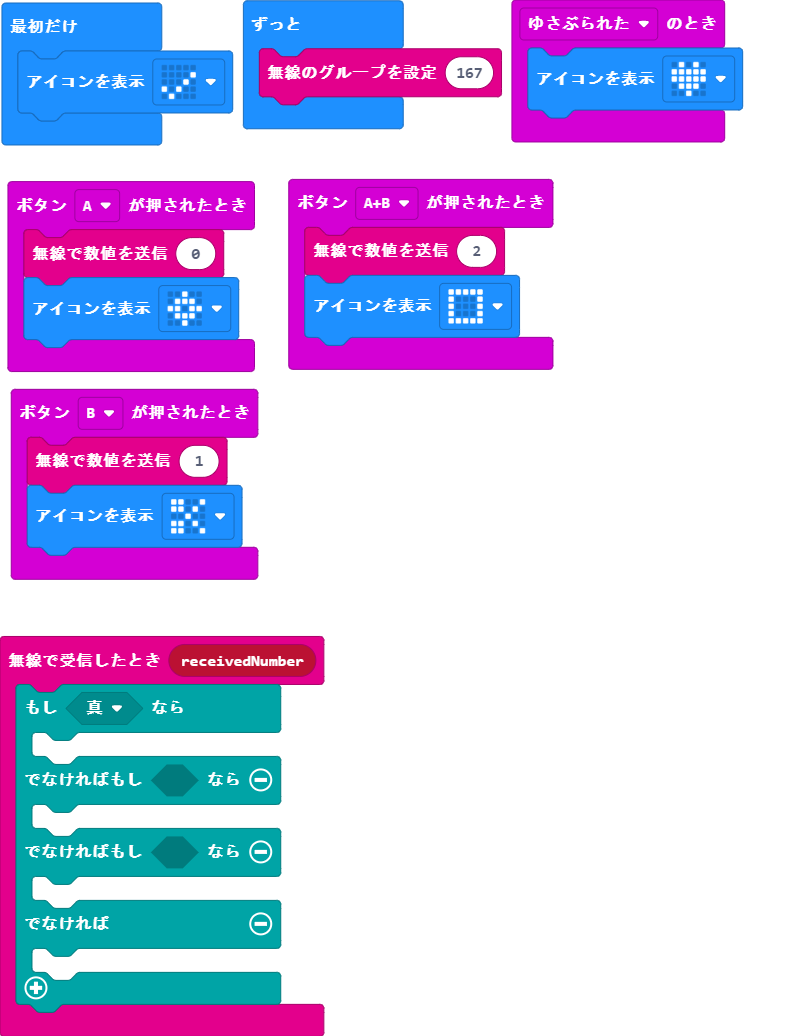 最初だけ
アイコンを表示
ずっと
無線のグループを設定 167
ゆさぶられた のとき
アイコンを表示
ボタン A が押されたとき
無線で数値を送信 0
アイコンを表示
ボタン A+B が押されたとき
無線で数値を送信 2
アイコンを表示
ボタン B が押されたとき
無線で数値を送信 1
アイコンを表示
無線で受信したとき receivedNumber
もし 真 なら
でなければもし なら
でなければもし なら
でなければ